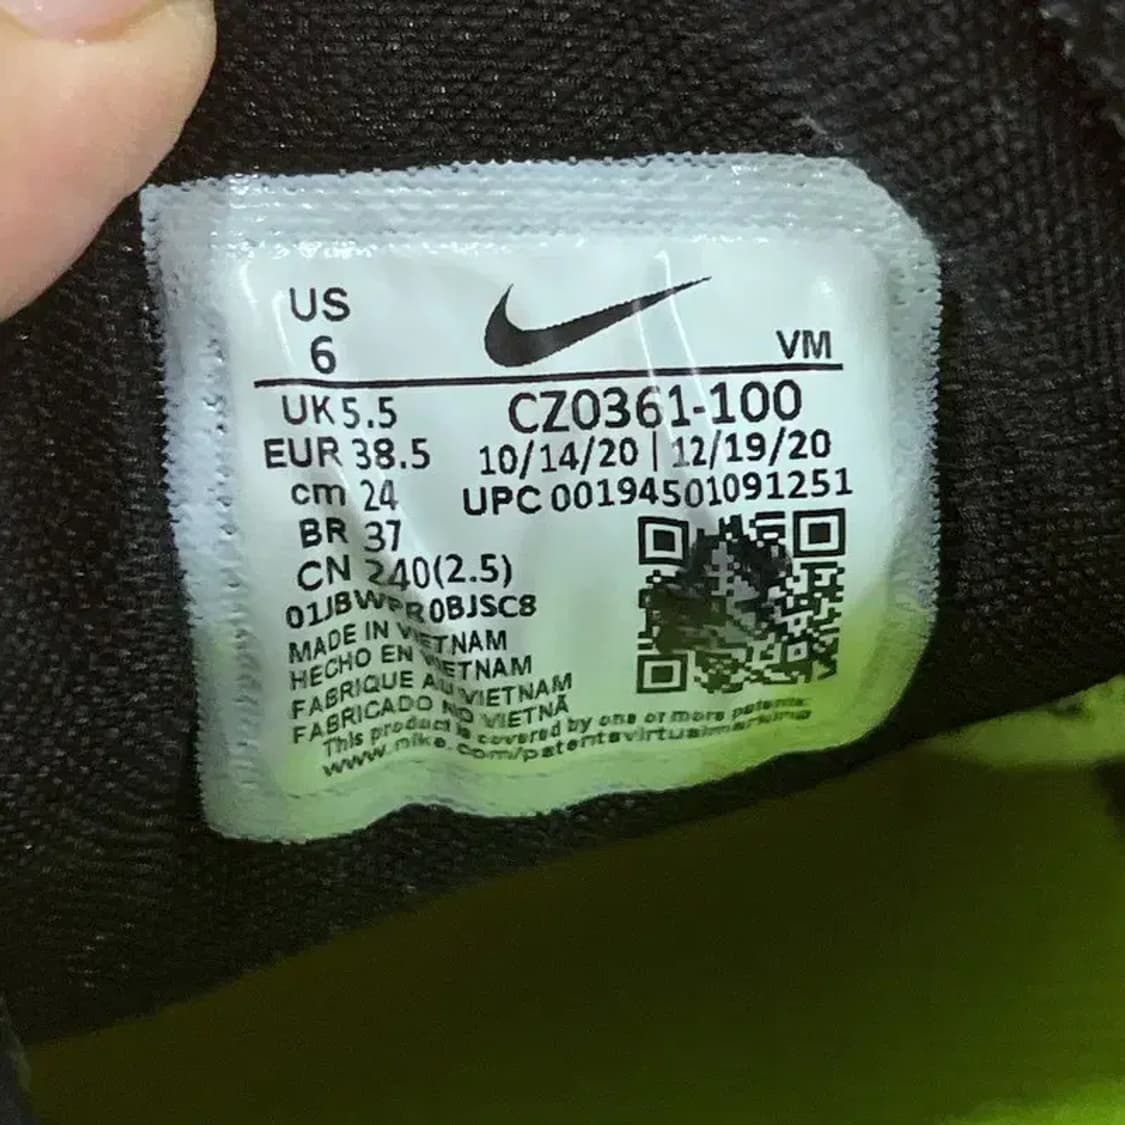 US
6
VM
UK 5.5
EUR 38.5
cm 24
BR 37
CN 240(2.5)
CZ0361-100
10/14/20 | 12/19/20
UPC 00194501091251
01JBWPR0BJSC8
MADE IN VIETNAM
HECHO EN VIETNAM
FABRIQUE AU VIETNAM
FABRICADO NO VIETNÃ
This product is covered by one or more patents.
www.nike.com/patentsvirtualmarking